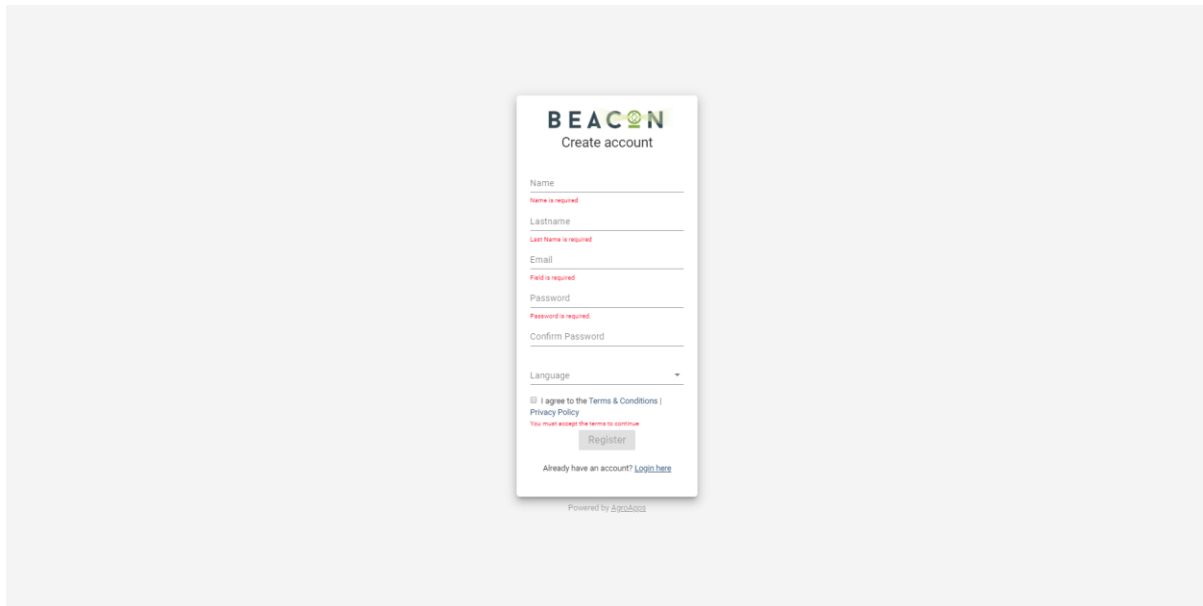 BEACON
Create account
Name
Name is required
Lastname
Last Name is required
Email
Field is required
Password
Password is required.
Confirm Password
Language
I agree to the Terms & Conditions |
Privacy Policy
You must accept the terms to continue
Register
Already have an account? Login here
Powered by AgroApps